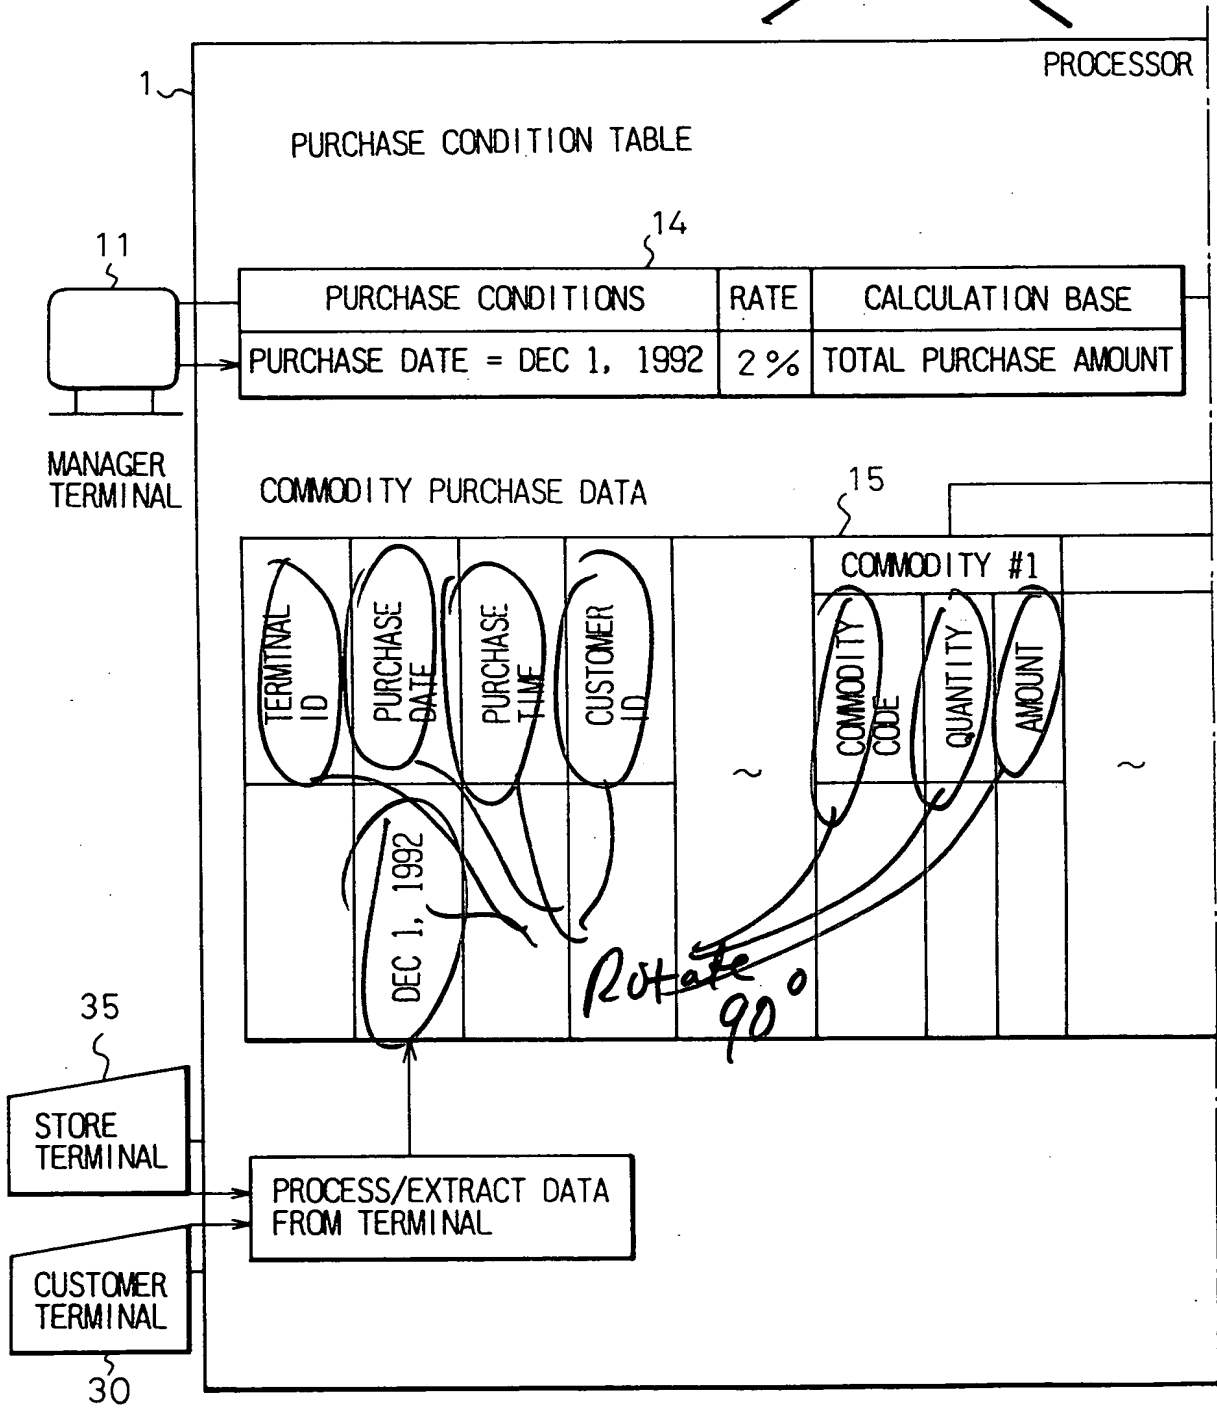 PROCESSOR
1
PURCHASE CONDITION TABLE
14
11
PURCHASE CONDITIONS RATE CALCULATION BASE
PURCHASE DATE = DEC 1, 1992 2% TOTAL PURCHASE AMOUNT
MANAGER
TERMINAL
COMMODITY PURCHASE DATA
15
COMMODITY #1
TERMINAL
ID
PURCHASE
DATE
PURCHASE
TIME
CUSTOMER
ID
~
COMMODITY
CODE
QUANTITY
AMOUNT
~
DEC 1, 1992
Rotate
90°
35
STORE
TERMINAL
PROCESS/EXTRACT DATA
FROM TERMINAL
CUSTOMER
TERMINAL
30